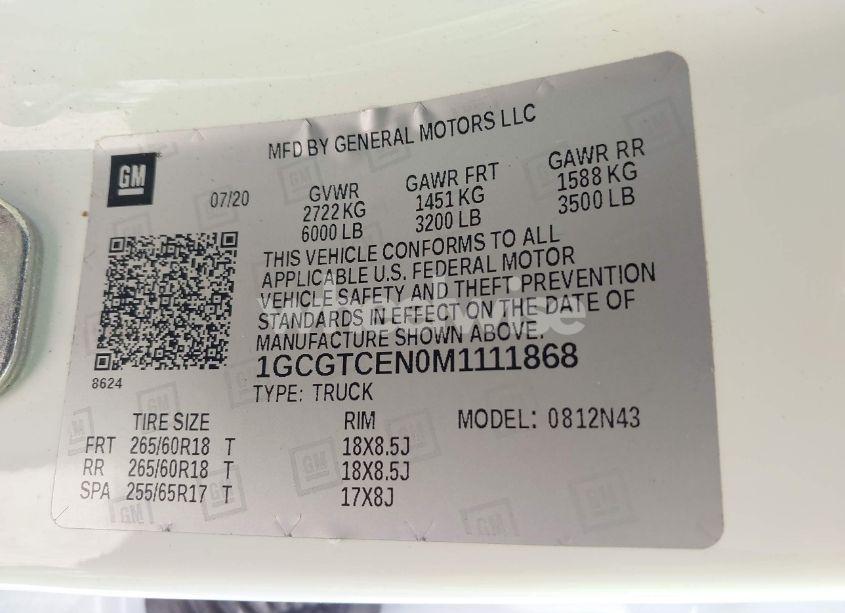 MFD BY GENERAL MOTORS LLC
GM
07/20
GVWR
2722 KG
6000 LB
GAWR FRT
1451 KG
3200 LB
GAWR RR
1588 KG
3500 LB
THIS VEHICLE CONFORMS TO ALL
APPLICABLE U.S. FEDERAL MOTOR
VEHICLE SAFETY AND THEFT PREVENTION
STANDARDS IN EFFECT ON THE DATE OF
MANUFACTURE SHOWN ABOVE.
8624
1GCGTCEN0M1111868
TYPE: TRUCK
TIRE SIZE RIM MODEL: 0812N43
FRT 265/60R18 T 18X8.5J
RR 265/60R18 T 18X8.5J
SPA 255/65R17 T 17X8J